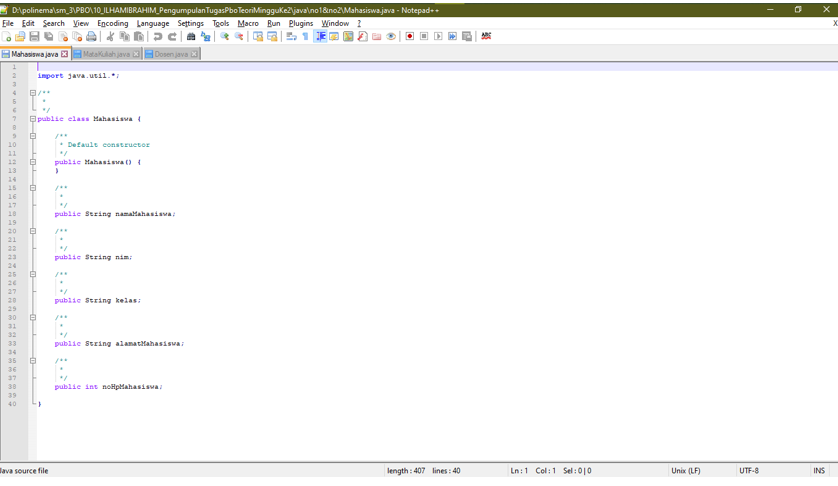 D:\polinema\sm_3\PBO\10_ILHAMIBRAHIM_PengumpulanTugasPboTeoriMingguKe2\java\no1&no2\Mahasiswa.java - Notepad++
File Edit Search View Encoding Language Settings Tools Macro Run Plugins Window ? X
Mahasiswa.java MataKuliah.java Dosen.java
1
2 import java.util.*;
3
4 /**
5 *
6 */
7 public class Mahasiswa {
8
9 /**
10 * Default constructor
11 */
12 public Mahasiswa() {
13 }
14
15 /**
16 *
17 */
18 public String namaMahasiswa;
19
20 /**
21 *
22 */
23 public String nim;
24
25 /**
26 *
27 */
28 public String kelas;
29
30 /**
31 *
32 */
33 public String alamatMahasiswa;
34
35 /**
36 *
37 */
38 public int noHpMahasiswa;
39
40 }
Java source file length : 407 lines : 40 Ln : 1 Col : 1 Sel : 0 | 0 Unix (LF) UTF-8 INS